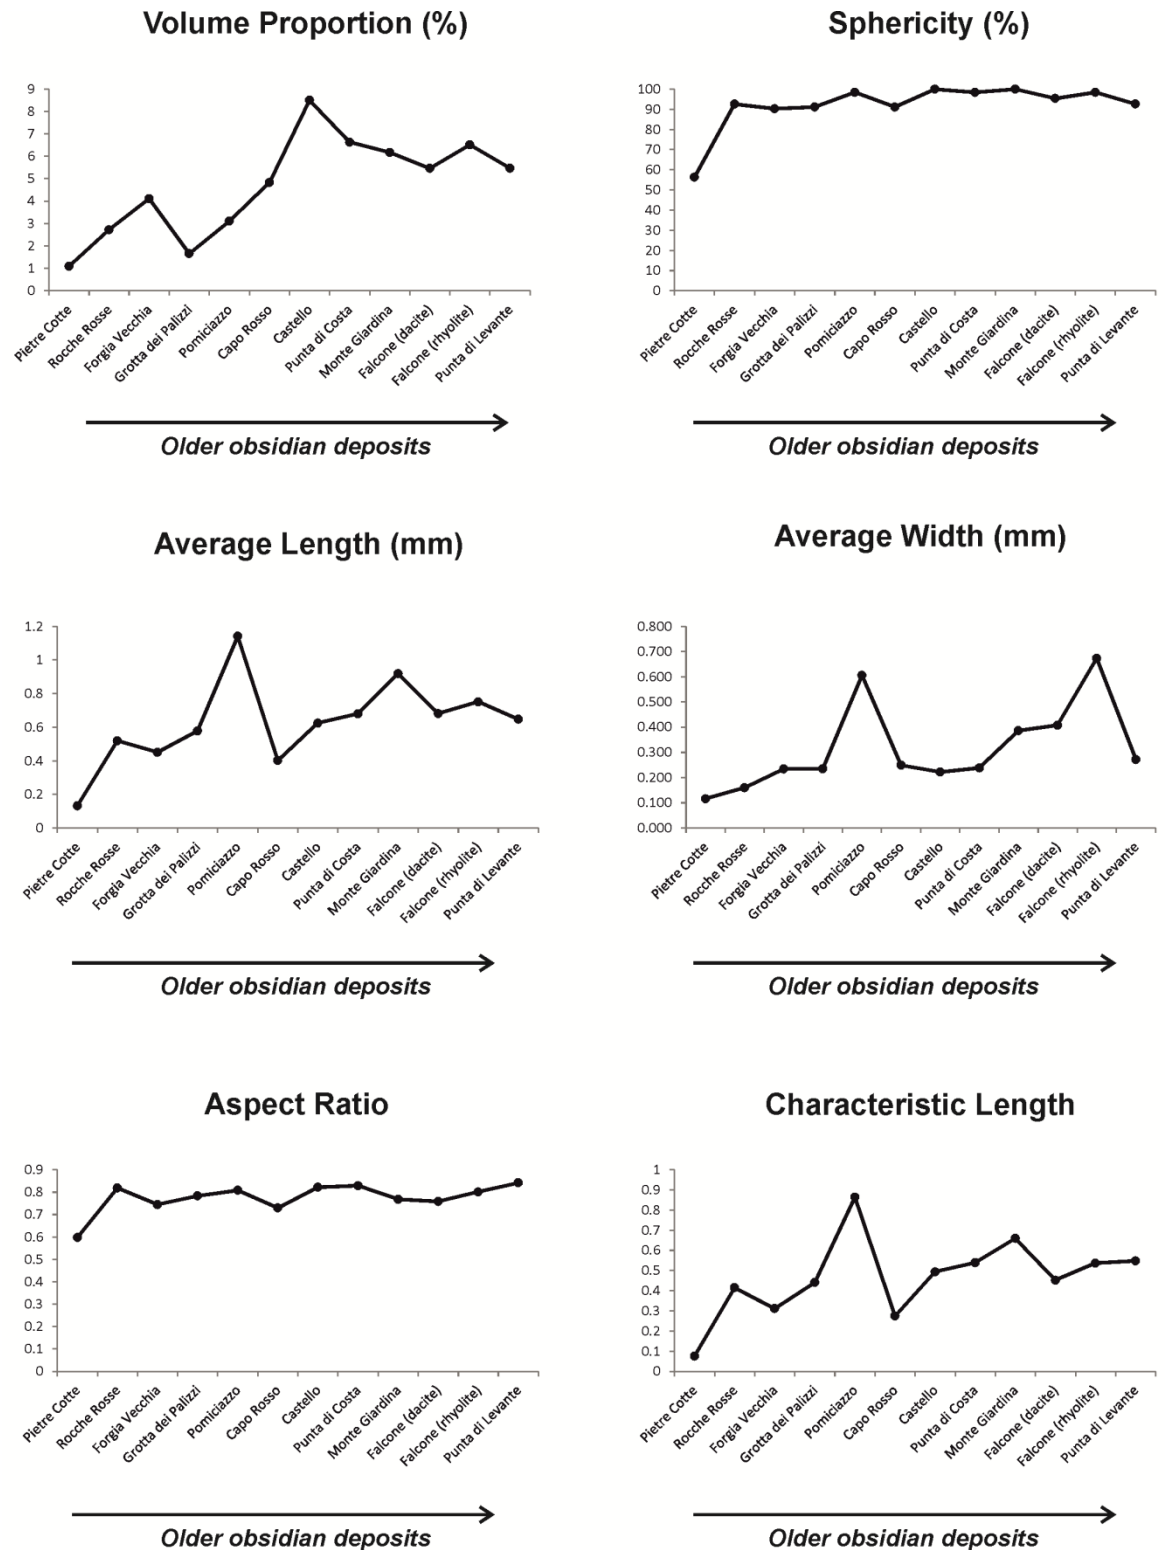 Volume Proportion (%)
9
8
7
6
5
4
3
2
1
0
Pietre Cotte
Rocche Rosse
Forgia Vecchia
Grotta dei Palizzi
Pomiciazzo
Capo Rosso
Castello
Punta di Costa
Monte Giardina
Falcone (dacite)
Falcone (rhyolite)
Punta di Levante
Older obsidian deposits
Sphericity (%)
100
90
80
70
60
50
40
30
20
10
0
Pietre Cotte
Rocche Rosse
Forgia Vecchia
Grotta dei Palizzi
Pomiciazzo
Capo Rosso
Castello
Punta di Costa
Monte Giardina
Falcone (dacite)
Falcone (rhyolite)
Punta di Levante
Older obsidian deposits
Average Length (mm)
1.2
1
0.8
0.6
0.4
0.2
0
Pietre Cotte
Rocche Rosse
Forgia Vecchia
Grotta dei Palizzi
Pomiciazzo
Capo Rosso
Castello
Punta di Costa
Monte Giardina
Falcone (dacite)
Falcone (rhyolite)
Punta di Levante
Older obsidian deposits
Average Width (mm)
0.800
0.700
0.600
0.500
0.400
0.300
0.200
0.100
0.000
Pietre Cotte
Rocche Rosse
Forgia Vecchia
Grotta dei Palizzi
Pomiciazzo
Capo Rosso
Castello
Punta di Costa
Monte Giardina
Falcone (dacite)
Falcone (rhyolite)
Punta di Levante
Older obsidian deposits
Aspect Ratio
0.9
0.8
0.7
0.6
0.5
0.4
0.3
0.2
0.1
0
Pietre Cotte
Rocche Rosse
Forgia Vecchia
Grotta dei Palizzi
Pomiciazzo
Capo Rosso
Castello
Punta di Costa
Monte Giardina
Falcone (dacite)
Falcone (rhyolite)
Punta di Levante
Older obsidian deposits
Characteristic Length
1
0.9
0.8
0.7
0.6
0.5
0.4
0.3
0.2
0.1
0
Pietre Cotte
Rocche Rosse
Forgia Vecchia
Grotta dei Palizzi
Pomiciazzo
Capo Rosso
Castello
Punta di Costa
Monte Giardina
Falcone (dacite)
Falcone (rhyolite)
Punta di Levante
Older obsidian deposits